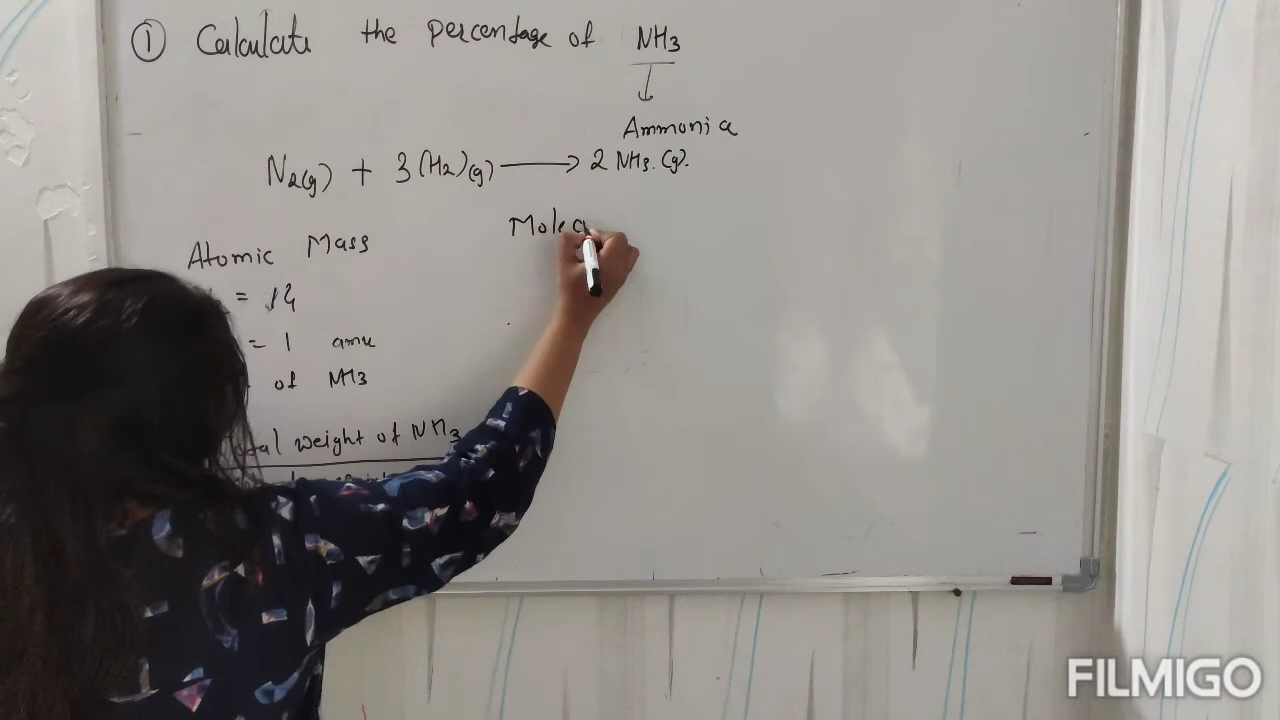 ① Calculate the percentage of NH3
↓
Ammonia
N2(g) + 3(H2)(g) → 2 NH3.(g).
Atomic Mass
= 14
= 1 amu
of NH3
weight of NH3
Molec
FILMIGO